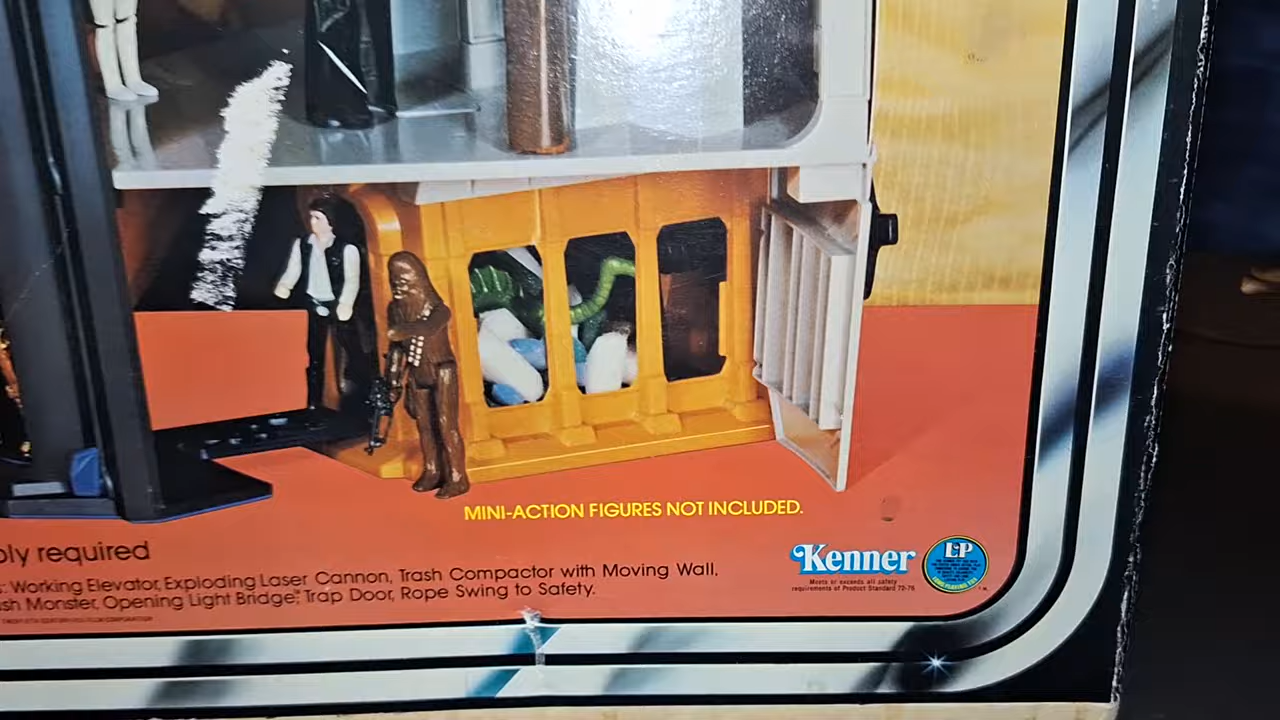 MINI-ACTION FIGURES NOT INCLUDED.
required
Working Elevator, Exploding Laser Cannon, Trash Compactor with Moving Wall,
Monster, Opening Light Bridge, Trap Door, Rope Swing to Safety.
Kenner
LP
Meets or exceeds all safety
requirements of Product Standard 72-76